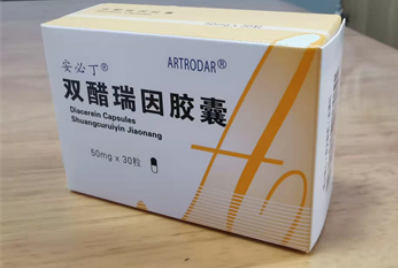 安必丁®
ARTRODAR®
双醋瑞因胶囊
Diacerein Capsules
Shuangcuruiyin Jiaonang
50mg x 30粒